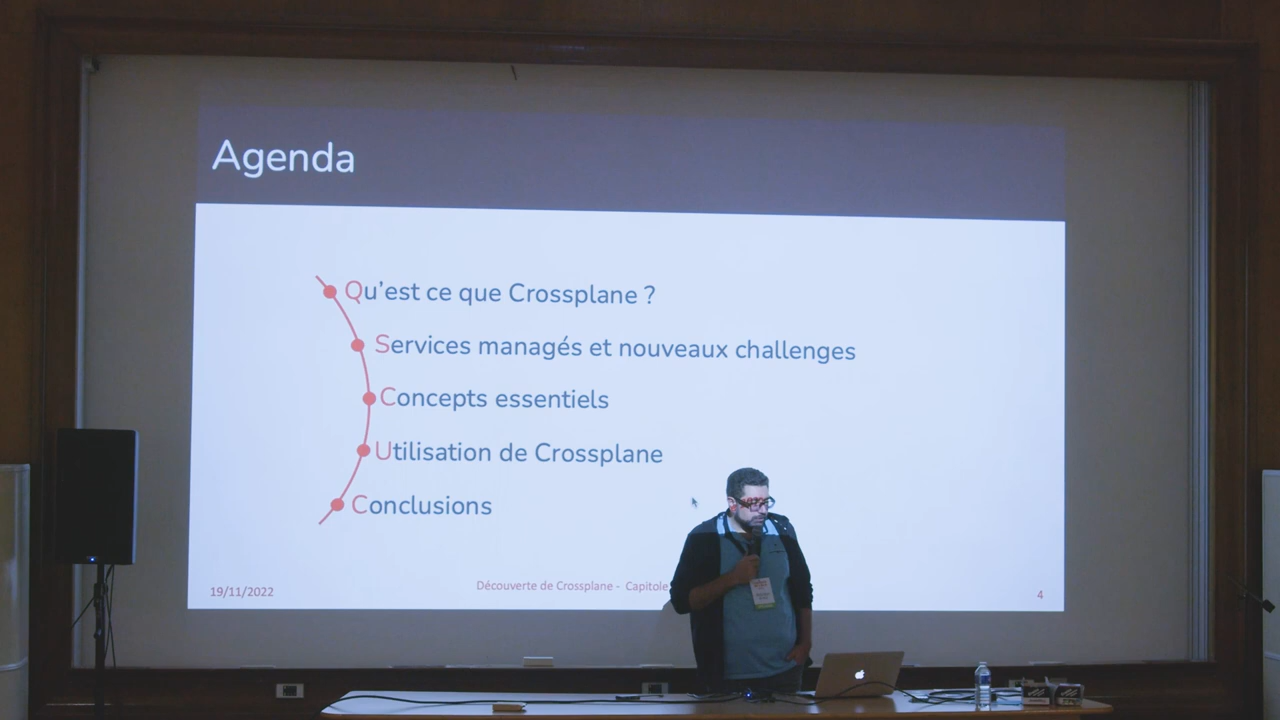 Agenda
Qu'est ce que Crossplane ?
Services managés et nouveaux challenges
Concepts essentiels
Utilisation de Crossplane
Conclusions
19/11/2022
Découverte de Crossplane - Capitole
4